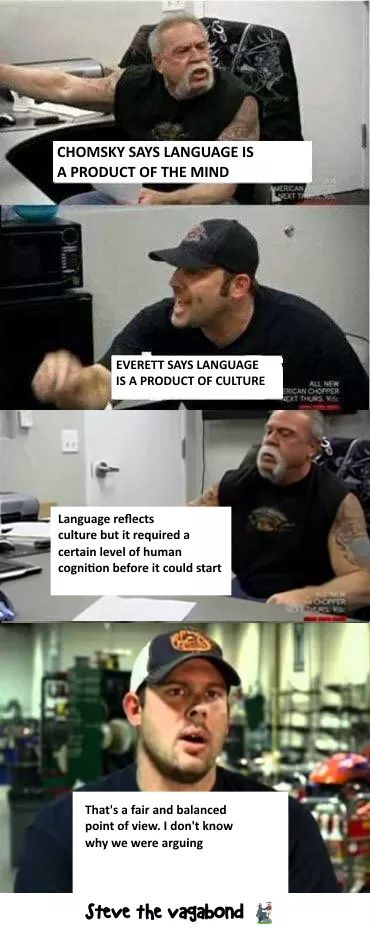 CHOMSKY SAYS LANGUAGE IS
A PRODUCT OF THE MIND
EVERETT SAYS LANGUAGE
IS A PRODUCT OF CULTURE
ALL NEW
Language reflects
culture but it required a
certain level of human
cognition before it could start
That's a fair and balanced
point of view. I don't know
why we were arguing
Steve the vagabond